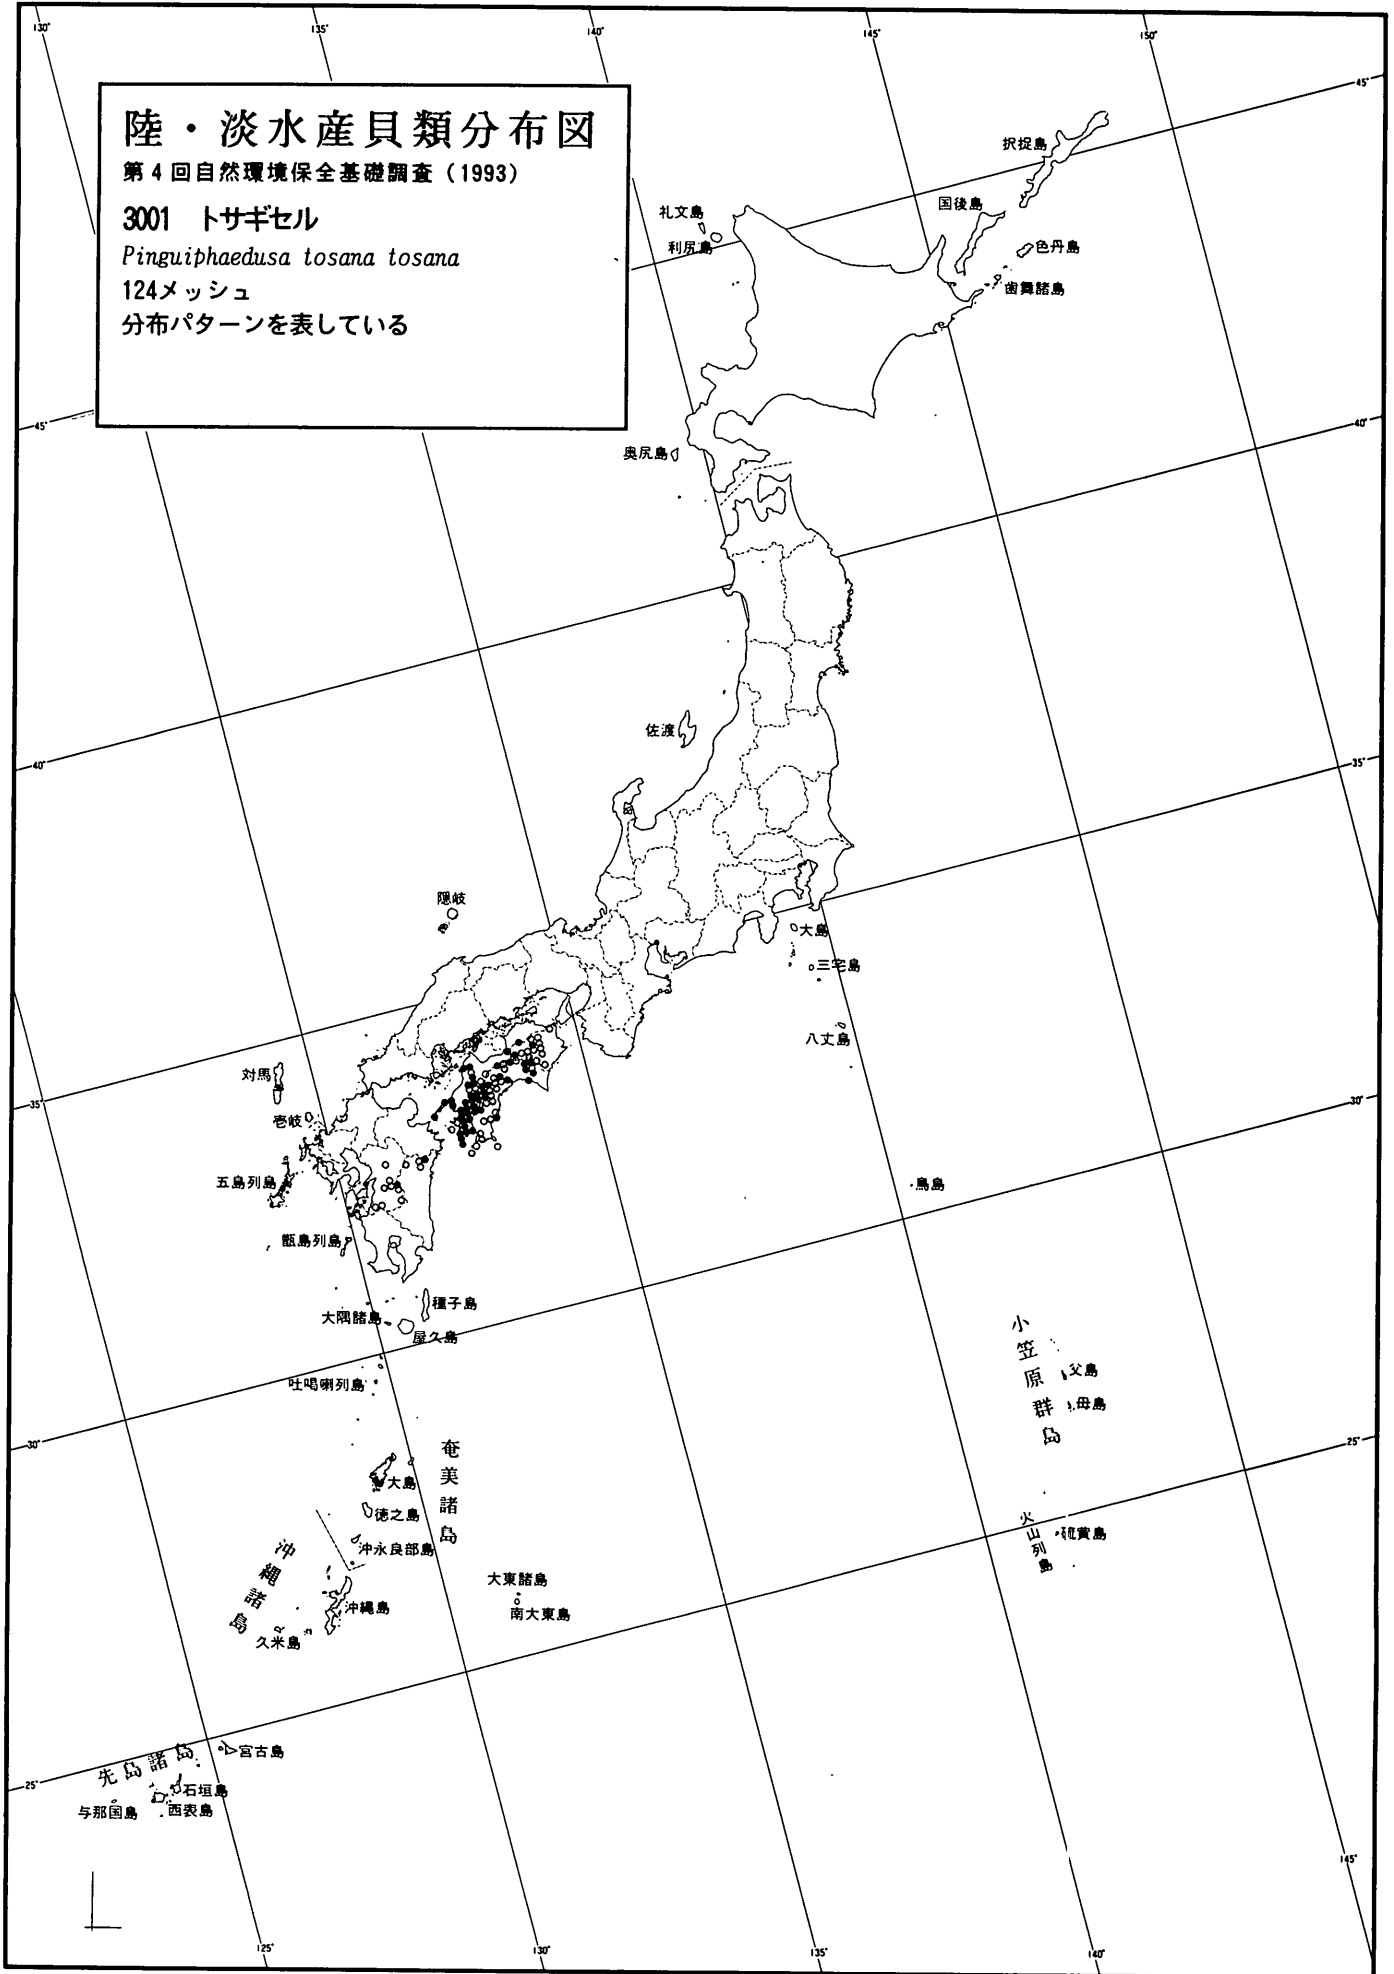 130°
135°
140°
145°
150°
陸・淡水産貝類分布図
第4回自然環境保全基礎調査（1993）
3001 トサギセル
Pinguiphaedusa tosana tosana
124メッシュ
分布パターンを表している
45°
択捉島
国後島
礼文島
利尻島
色丹島
歯舞諸島
45°
40°
奥尻島
佐渡
40°
35°
隠岐
大島
三宅島
八丈島
対馬
35°
壱岐
30°
五島列島
鳥島
甑島列島
種子島
大隅諸島
屋久島
吐噶喇列島
小笠原群島
父島
母島
30°
25°
奄美諸島
大島
徳之島
沖永良部島
火山列島
硫黄島
沖縄諸島
沖縄島
久米島
大東諸島
南大東島
先島諸島
宮古島
25°
石垣島
与那国島
西表島
145°
125°
130°
135°
140°